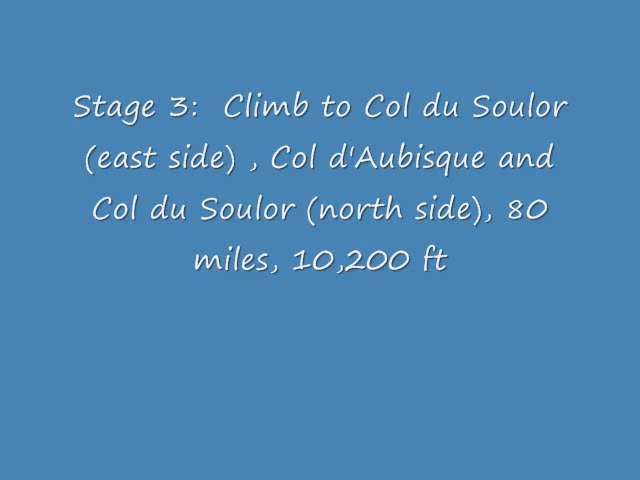 Stage 3:  Climb to Col du Soulor
(east side) , Col d'Aubisque and
Col du Soulor (north side), 80
miles, 10,200 ft